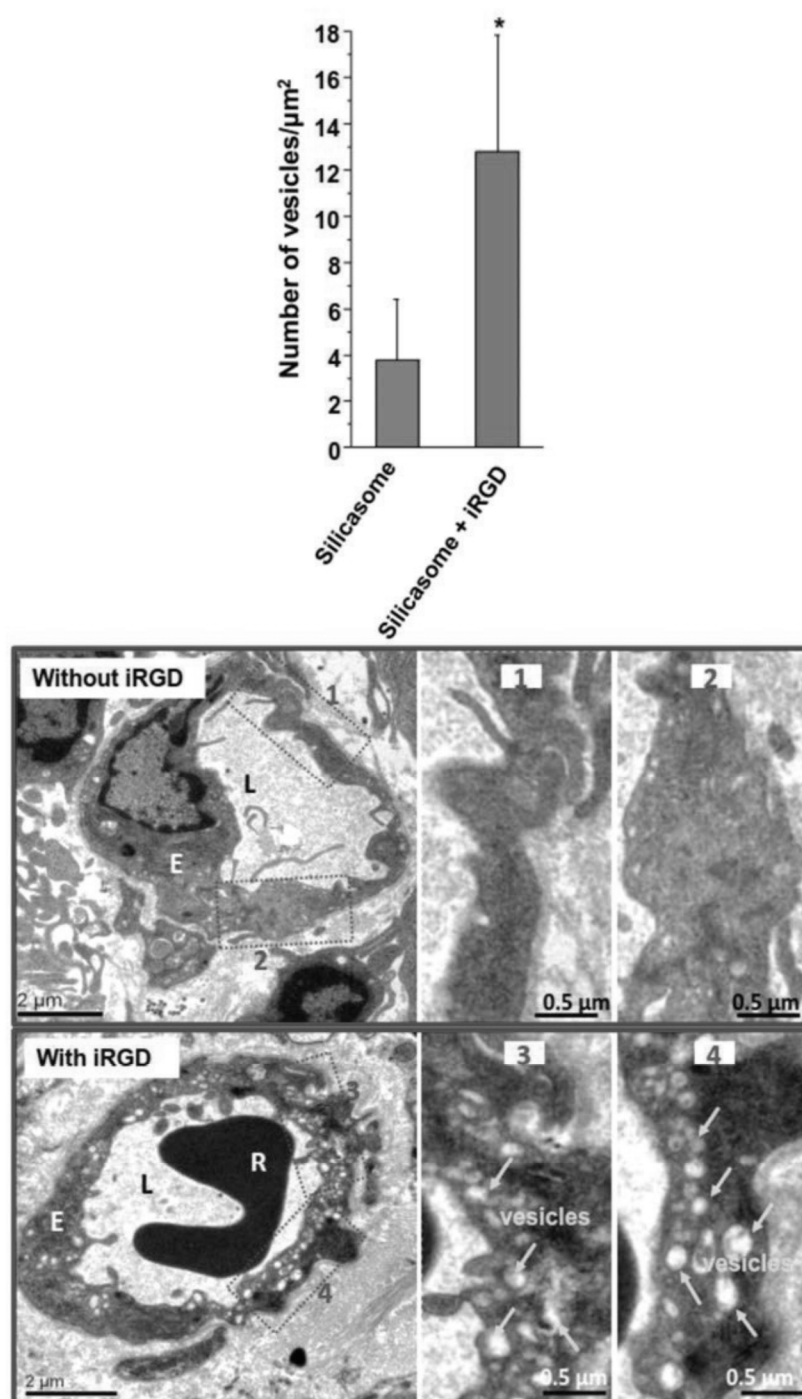 *
18
16
14
12
10
8
6
4
2
0
Number of vesicles/µm²
Silicasome
Silicasome + iRGD
Without iRGD
1
L
E
2
2 µm
1
0.5 µm
2
0.5 µm
With iRGD
3
R
L
E
4
2 µm
3
vesicles
0.5 µm
4
vesicles
0.5 µm